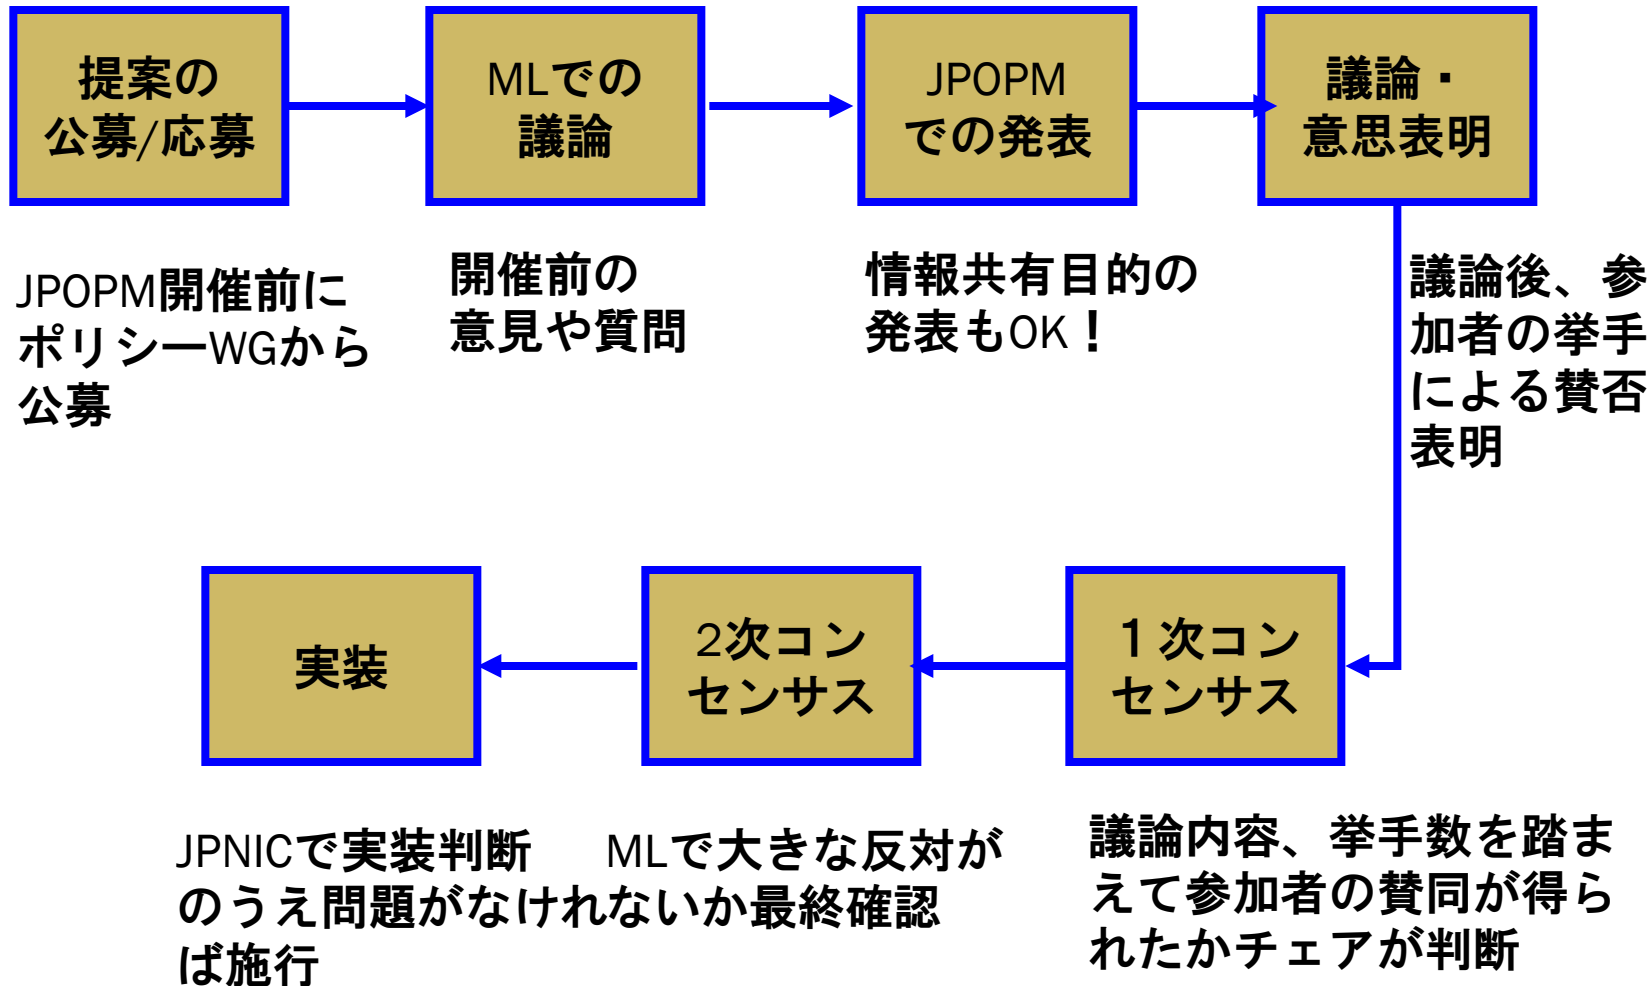 提案の
公募/応募
MLでの
議論
JPOPM
での発表
議論・
意思表明
JPOPM開催前に
ポリシーWGから
公募
開催前の
意見や質問
情報共有目的の
発表もOK！
議論後、参
加者の挙手
による賛否
表明
実装
2次コン
センサス
１次コン
センサス
JPNICで実装判断
のうえ問題がなけれ
ば施行
MLで大きな反対が
ないか最終確認
議論内容、挙手数を踏ま
えて参加者の賛同が得ら
れたかチェアが判断